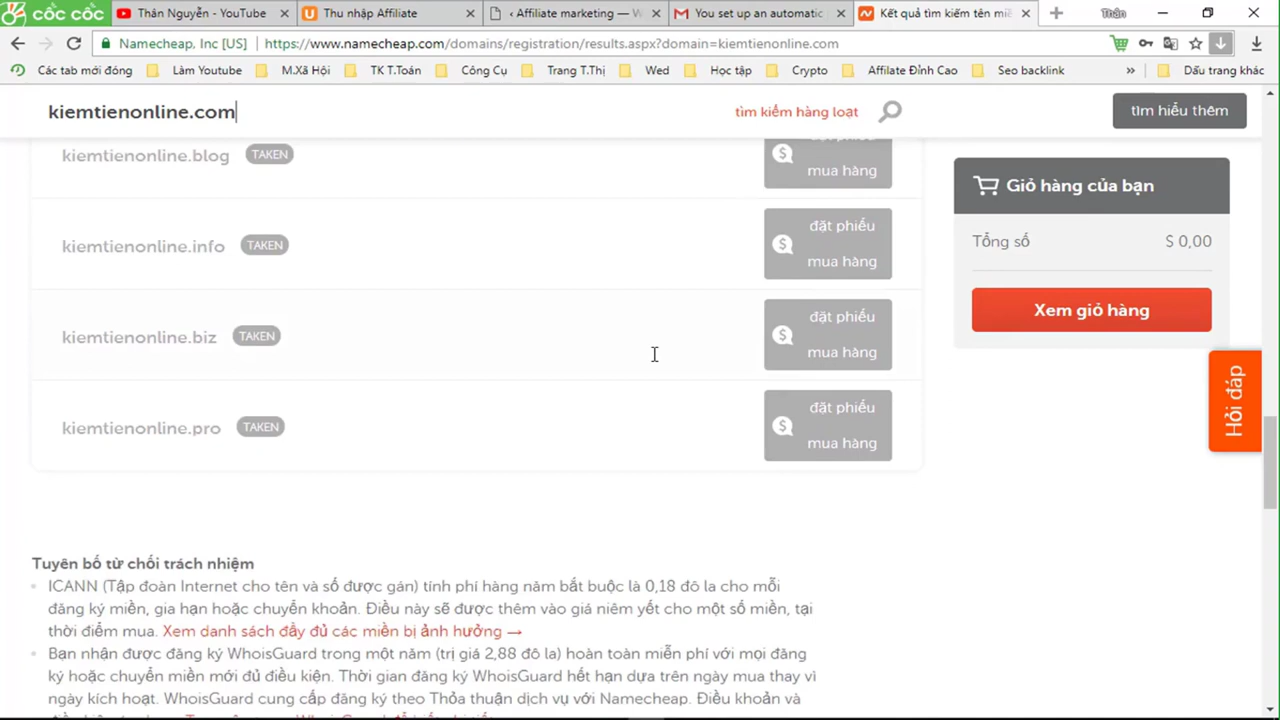 cốc cốc
Thản Nguyễn - YouTube
Thu nhập Affiliate
‹ Affiliate marketing — W
You set up an automatic
Kết quả tìm kiếm tên miề
Thản
Namecheap, Inc [US]
https://www.namecheap.com/domains/registration/results.aspx?domain=kiemtienonline.com
Các tab mới đóng
Làm Youtube
M.Xã Hội
TK T.Toán
Công Cụ
Trang T.Thị
Wed
Học tập
Crypto
Affilate Đỉnh Cao
Seo backlink
»
Dấu trang khác
kiemtienonline.com
tìm kiếm hàng loạt
tìm hiểu thêm
kiemtienonline.blog TAKEN
mua hàng
kiemtienonline.info TAKEN
đặt phiếu
mua hàng
kiemtienonline.biz TAKEN
đặt phiếu
mua hàng
kiemtienonline.pro TAKEN
đặt phiếu
mua hàng
Giỏ hàng của bạn
Tổng số $ 0,00
Xem giỏ hàng
Hỏi đáp
Tuyên bố từ chối trách nhiệm
ICANN (Tập đoàn Internet cho tên và số được gán) tính phí hàng năm bắt buộc là 0,18 đô la cho mỗi
đăng ký miền, gia hạn hoặc chuyển khoản. Điều này sẽ được thêm vào giá niêm yết cho một số miền, tại
thời điểm mua. Xem danh sách đầy đủ các miền bị ảnh hưởng →
Bạn nhận được đăng ký WhoisGuard trong một năm (trị giá 2,88 đô la) hoàn toàn miễn phí với mọi đăng
ký hoặc chuyển miền mới đủ điều kiện. Thời gian đăng ký WhoisGuard hết hạn dựa trên ngày mua thay vì
ngày kích hoạt. WhoisGuard cung cấp đăng ký theo Thỏa thuận dịch vụ với Namecheap. Điều khoản và